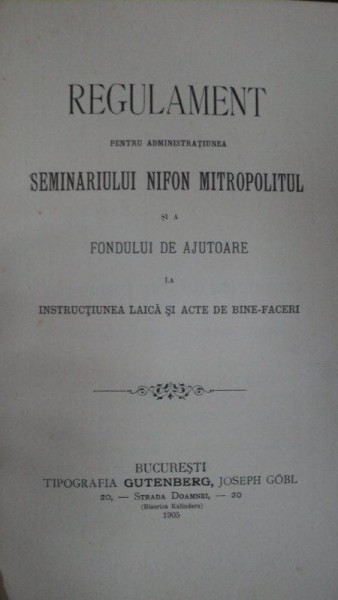 REGULAMENT
PENTRU ADMINISTRAȚIUNEA
SEMINARIULUI NIFON MITROPOLITUL
ȘI A
FONDULUI DE AJUTOARE
LA
INSTRUCȚIUNEA LAICĂ ȘI ACTE DE BINE-FACERI
BUCUREȘTI
TIPOGRAFIA GUTENBERG, JOSEPH GÖBL
20, — STRADA DOAMNEI, — 20
(Biserica Kalinderu)
1905